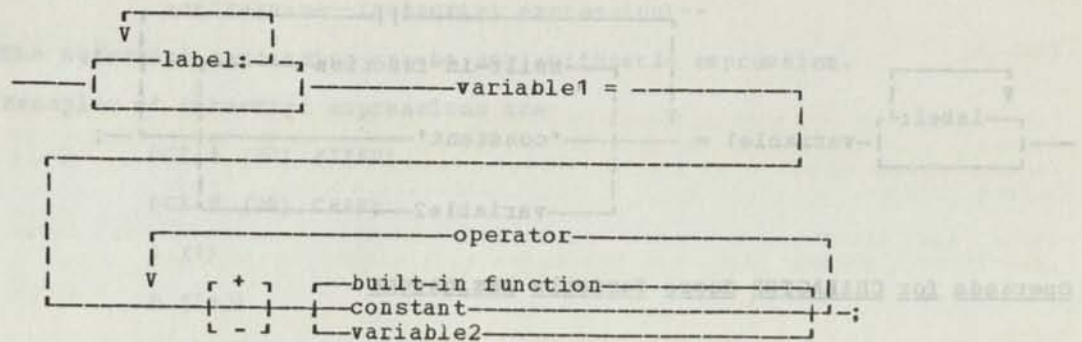 V
label:
variable1 =
operator
V + built-in function
constant ;
- variable2